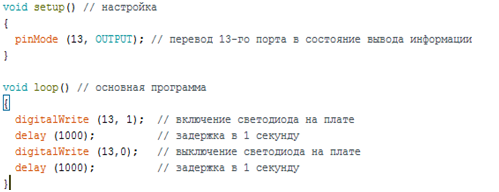 void setup() // настройка
{
pinMode (13, OUTPUT); // перевод 13-го порта в состояние вывода информации
}
void loop() // основная программа
{
digitalWrite (13, 1); // включение светодиода на плате
delay (1000); // задержка в 1 секунду
digitalWrite (13,0); // выключение светодиода на плате
delay (1000); // задержка в 1 секунду
}